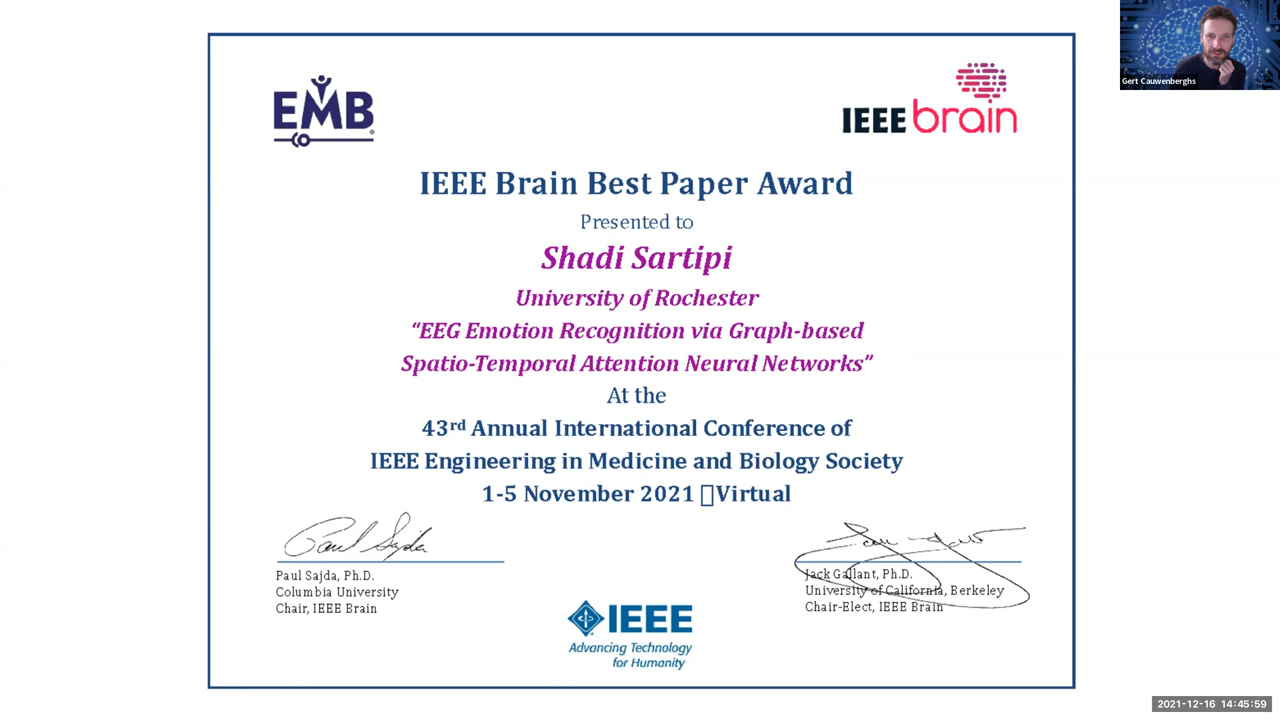 Gert Cauwenberghs
EMB
IEEE brain
IEEE Brain Best Paper Award
Presented to
Shadi Sartipi
University of Rochester
“EEG Emotion Recognition via Graph-based
Spatio-Temporal Attention Neural Networks”
At the
43rd Annual International Conference of
IEEE Engineering in Medicine and Biology Society
1-5 November 2021 Virtual
Paul Sajda
Paul Sajda, Ph.D.
Columbia University
Chair, IEEE Brain
Jack Gallant, Ph.D.
University of California, Berkeley
Chair-Elect, IEEE Brain
IEEE
Advancing Technology
for Humanity
2021-12-16 14:45:59